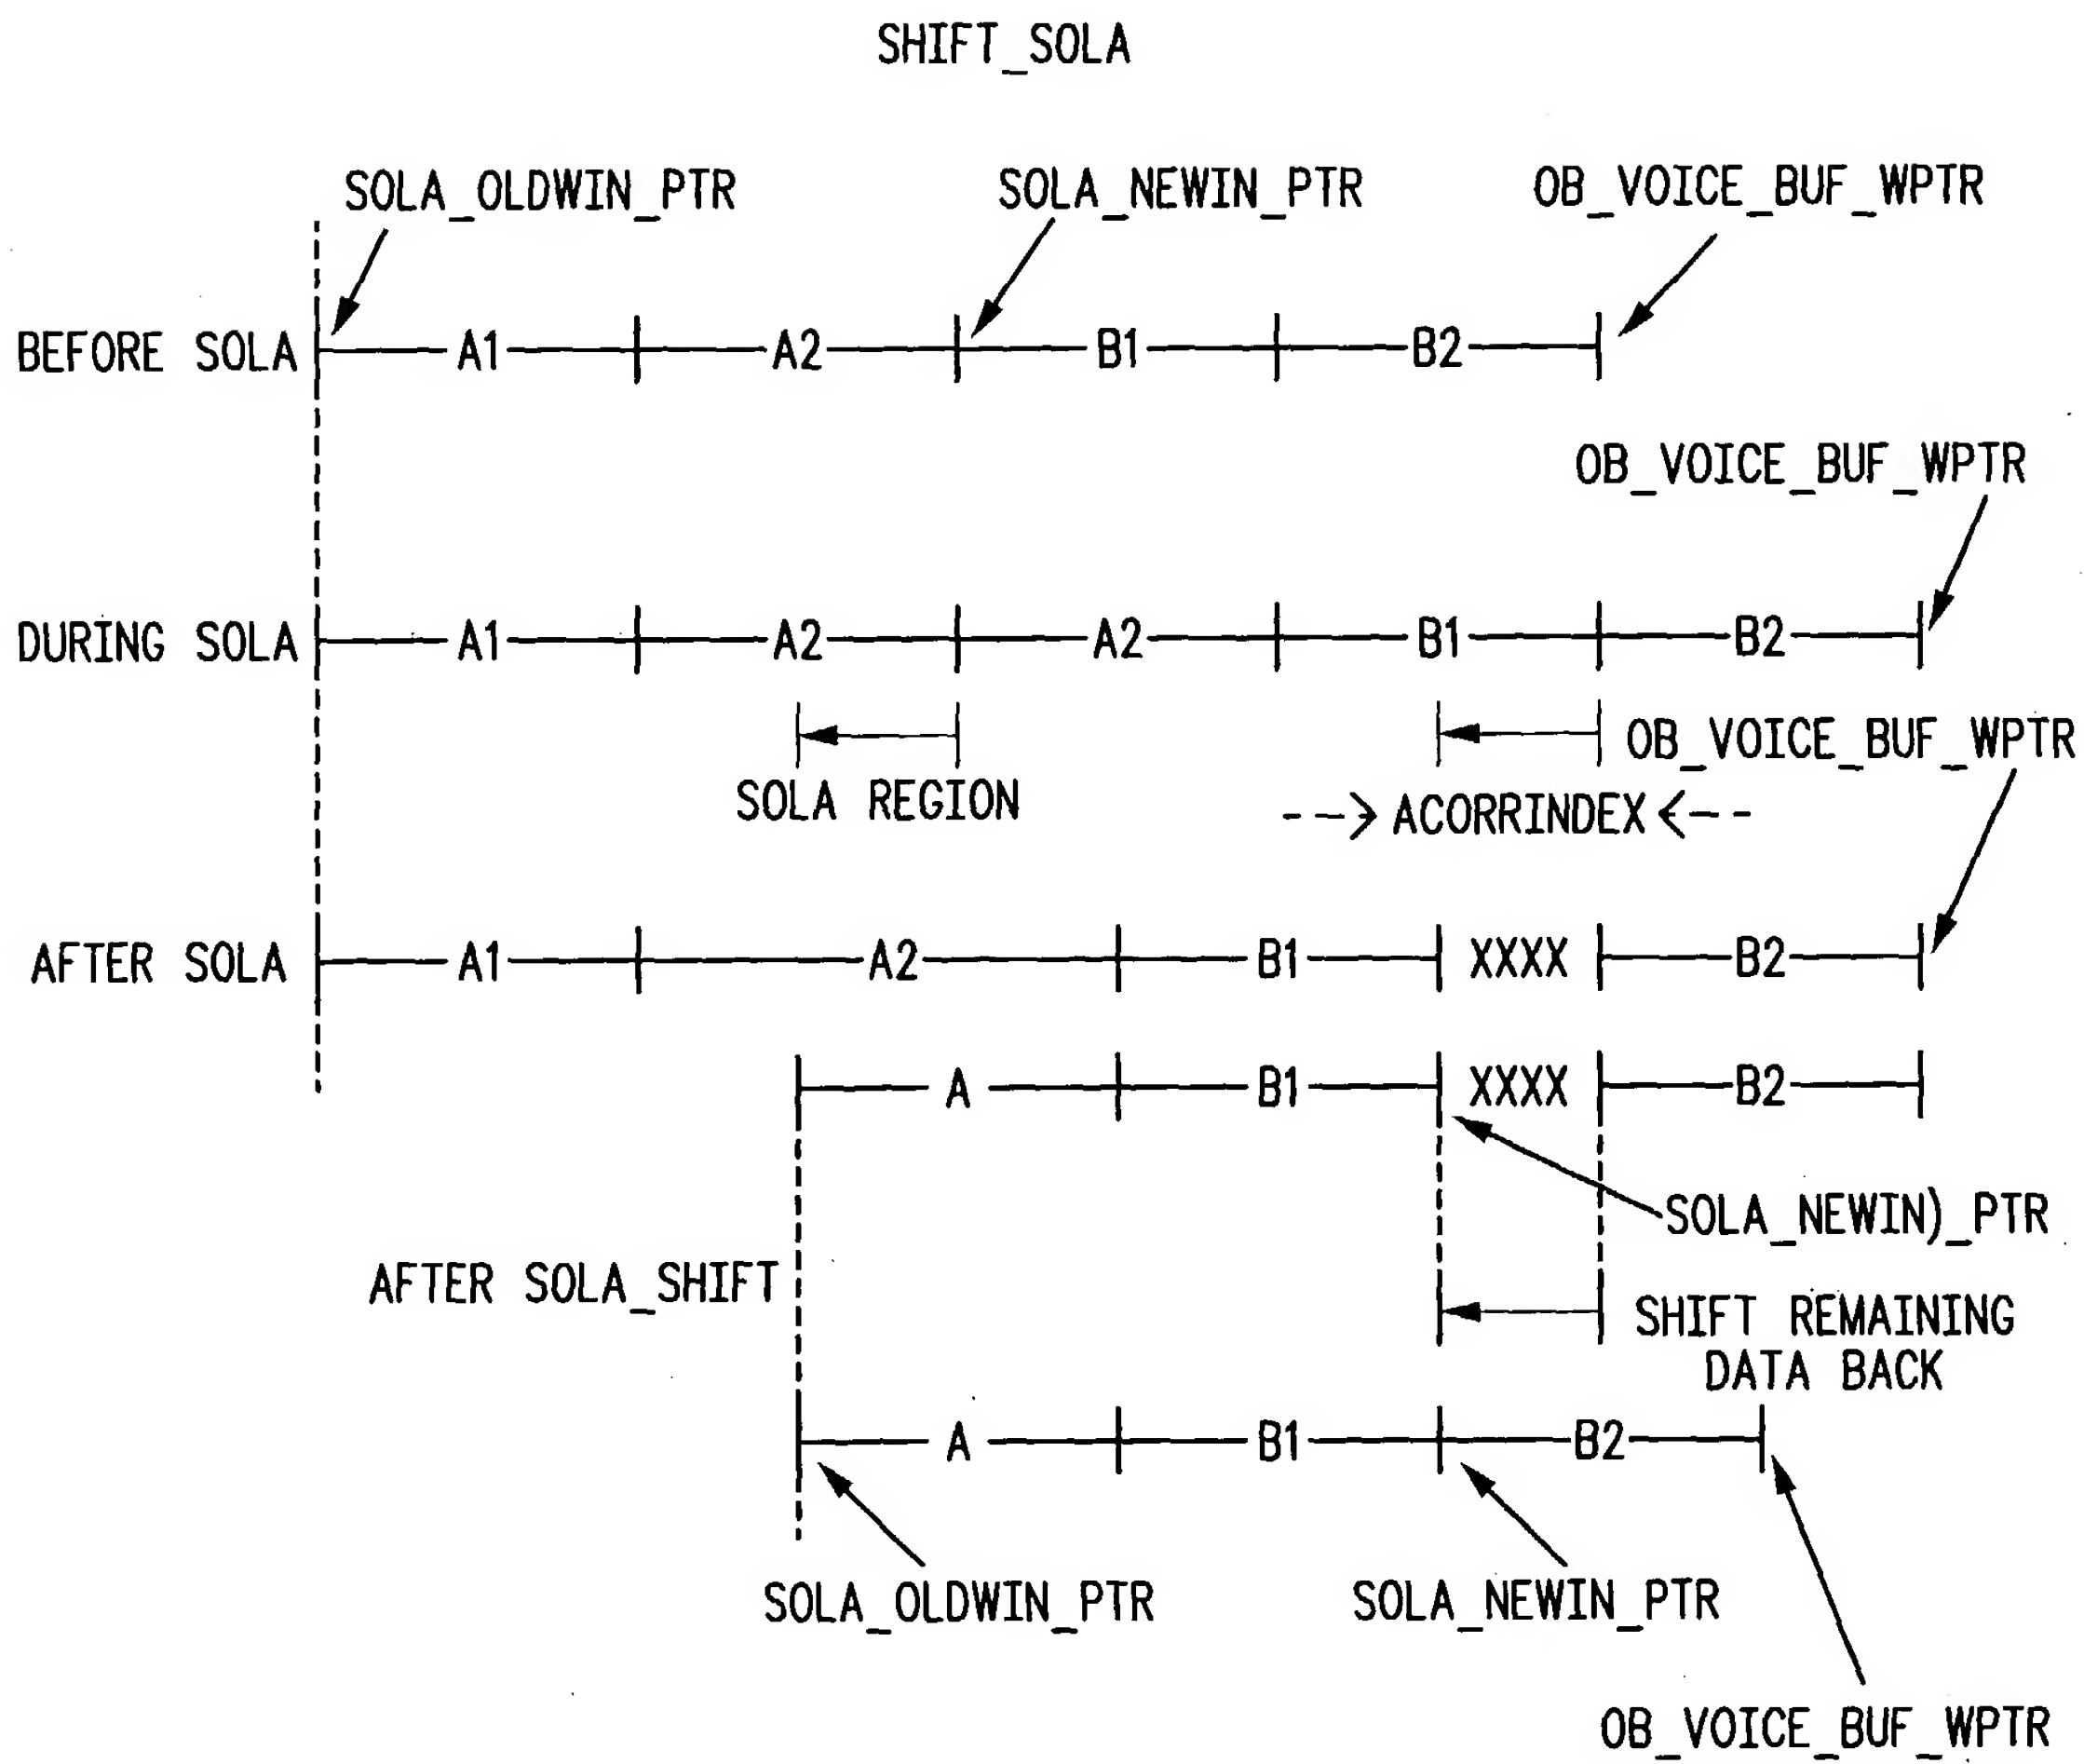 SHIFT_SOLA
SOLA_OLDWIN_PTR SOLA_NEWIN_PTR OB_VOICE_BUF_WPTR
BEFORE SOLA A1 A2 B1 B2
OB_VOICE_BUF_WPTR
DURING SOLA A1 A2 A2 B1 B2
OB_VOICE_BUF_WPTR
SOLA REGION ACORRINDEX
AFTER SOLA A1 A2 B1 XXXX B2
A B1 XXXX B2
SOLA_NEWIN)_PTR
AFTER SOLA_SHIFT
SHIFT REMAINING
DATA BACK
A B1 B2
SOLA_OLDWIN_PTR SOLA_NEWIN_PTR
OB_VOICE_BUF_WPTR